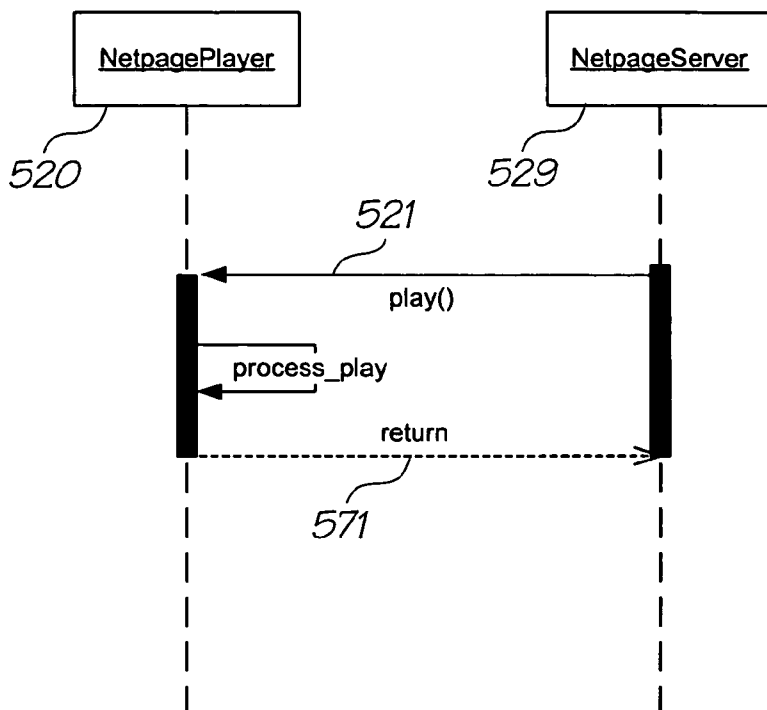 NetpagePlayer
NetpageServer
520
529
521
play()
process_play
return
571